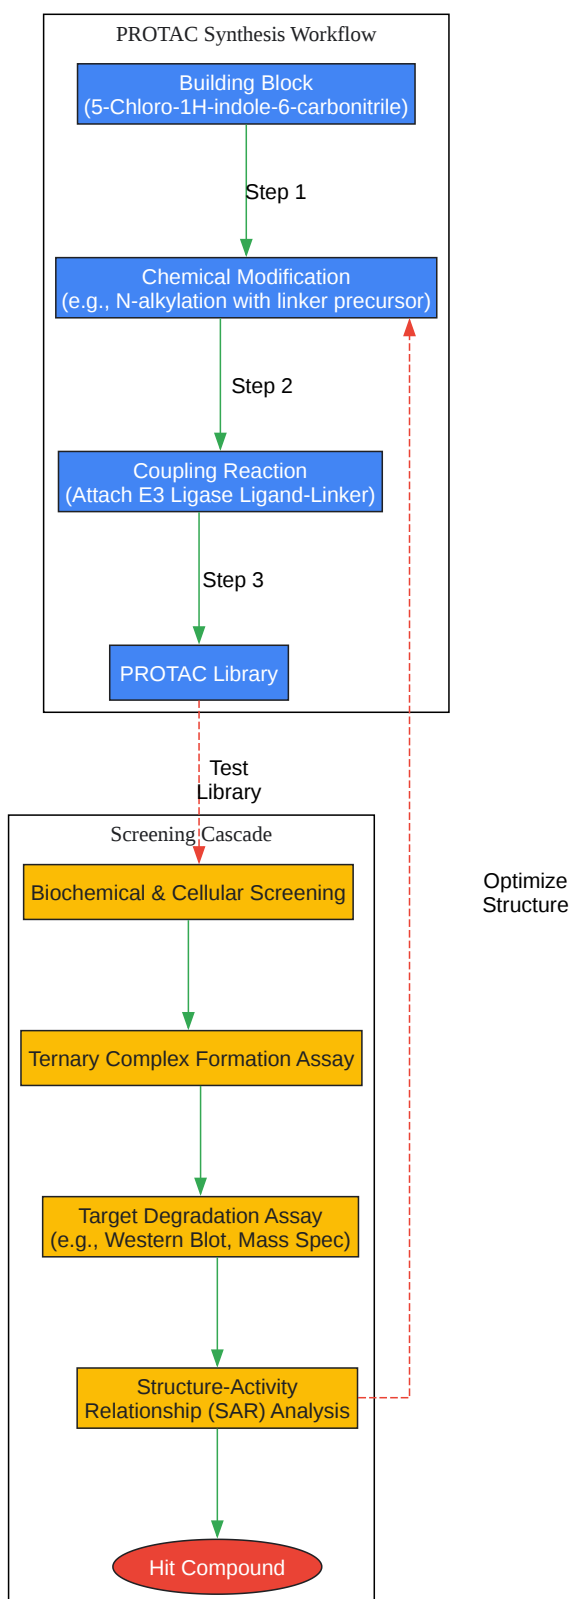 PROTAC Synthesis Workflow
Building Block
(5-Chloro-1H-indole-6-carbonitrile)
Step 1
Chemical Modification
(e.g., N-alkylation with linker precursor)
Step 2
Coupling Reaction
(Attach E3 Ligase Ligand-Linker)
Step 3
PROTAC Library
Test
Library
Screening Cascade
Biochemical & Cellular Screening
Optimize
Structure
Ternary Complex Formation Assay
Target Degradation Assay
(e.g., Western Blot, Mass Spec)
Structure-Activity
Relationship (SAR) Analysis
Hit Compound